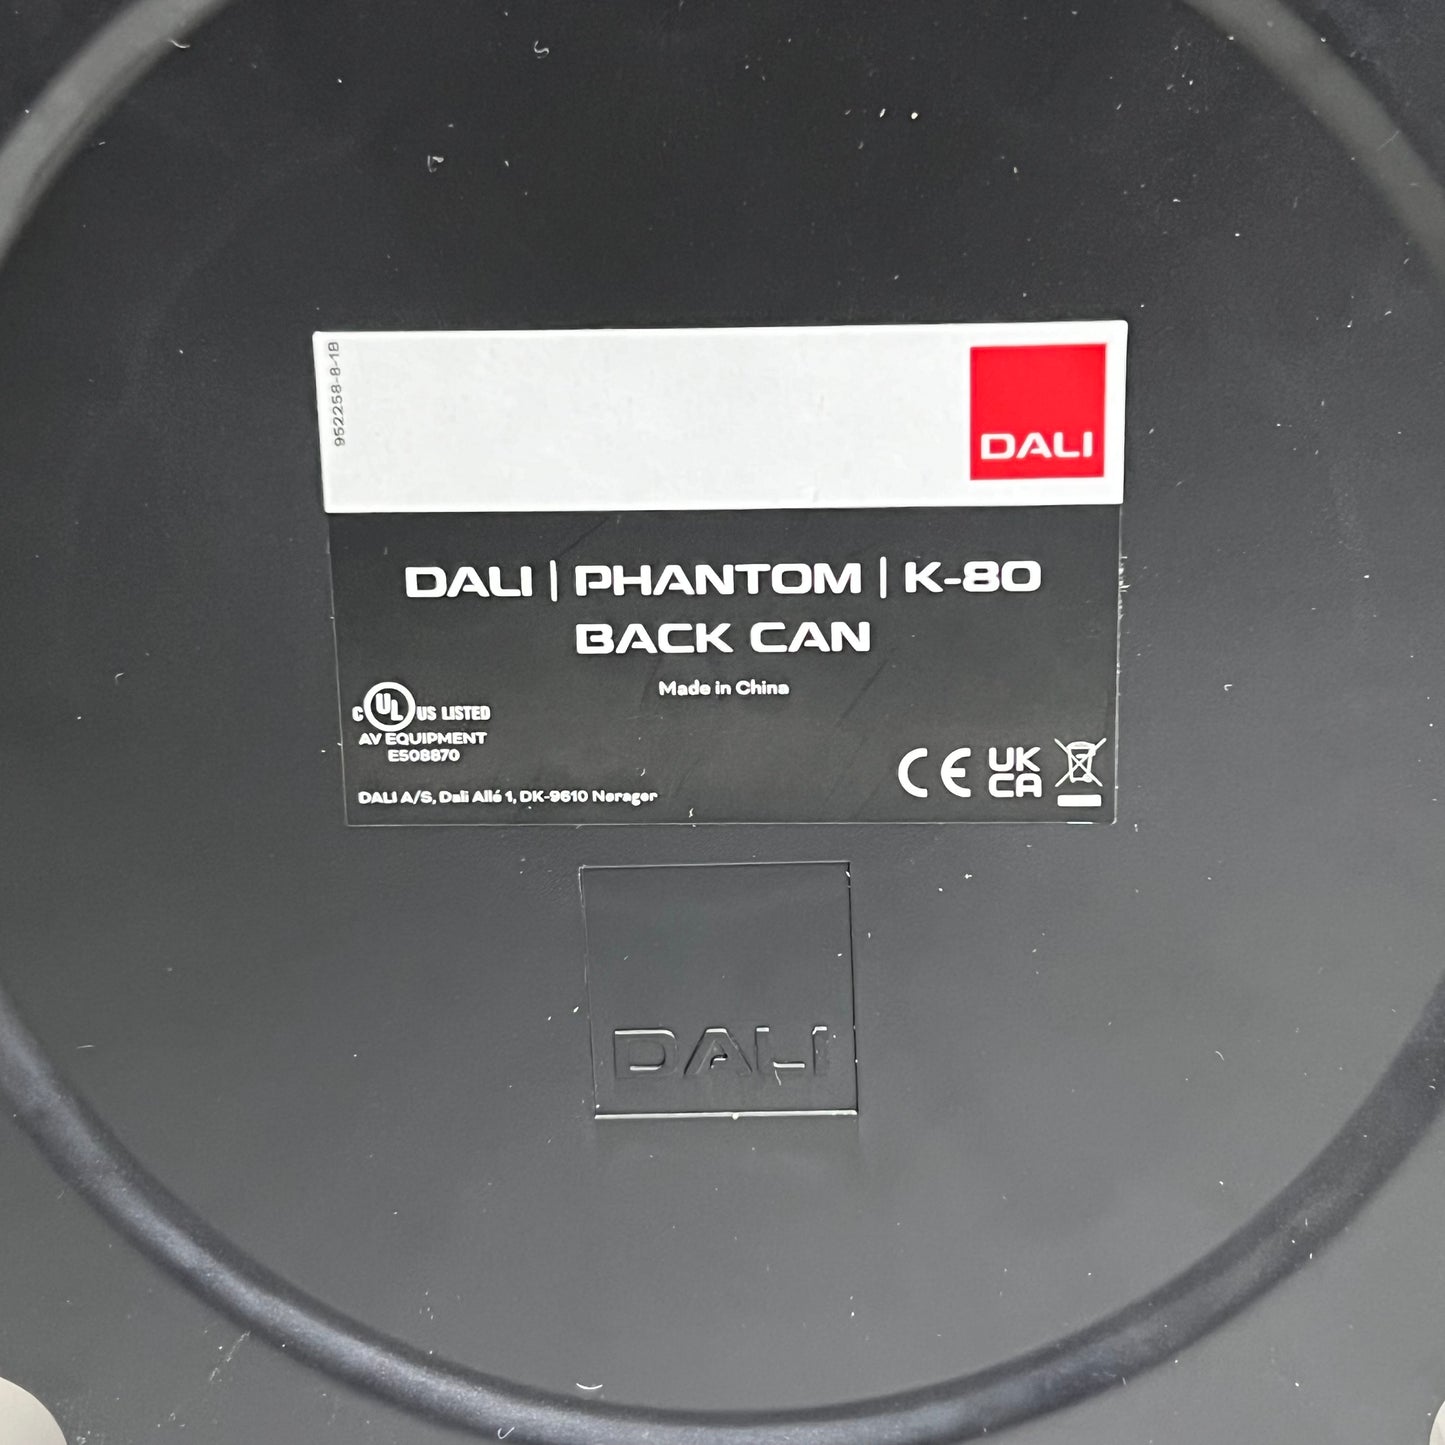 952258-8-1B
DALI
DALI | PHANTOM | K-80
BACK CAN
Made in China
C UL US LISTED
AV EQUIPMENT
E508870
CE UK CA
DALI A/S, Dali Allé 1, DK-9610 Nørager
DALI